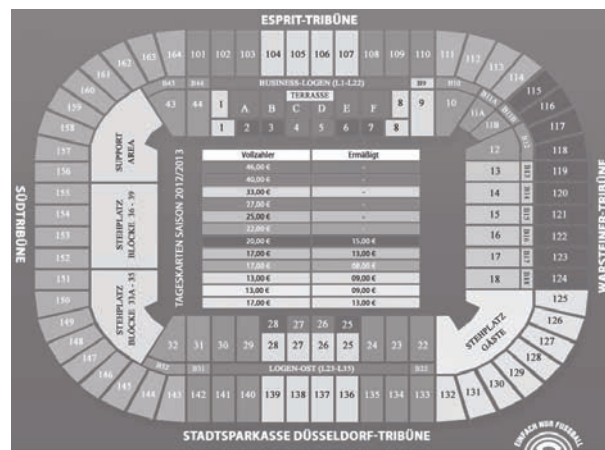 ESPRIT-TRIBÜNE
163 164 101 102 103 104 105 106 107 108 109 110 111 112
162 113
161 114
160 115
159 116
158 117
157 118
156 119
155 120
154 121
153 122
152 123
151 124
150 125
149 126
148 127
147 128
146 129
145 130
144 143 142 141 140 139 138 137 136 135 134 133 132 131
BUSINESS-LOGEN (L1-L22)
TERRASSE
43 44 1 A B C D E F 8 9 10
1 2 3 4 5 6 7 8
11A
11B
12
13
14
15
16
17
18
SUPPORT AREA
STEHPLATZ BLÖCKE 36 - 39
STEHPLATZ BLÖCKE 33A - 35
SÜDTRIBÜNE
WARSTEINER-TRIBÜNE
TAGESKARTEN SAISON 2012/2013
Vollzahler Ermäßigt
46,00 € -
40,00 € -
33,00 € -
27,00 € -
25,00 € -
22,00 € -
20,00 € 15,00 €
17,00 € 13,00 €
17,00 € 08,00 €
13,00 € 09,00 €
13,00 € 09,00 €
17,00 € 13,00 €
28 27 26 25
32 31 30 29 28 27 26 25 24 23 22
LOGEN-OST (L23-L35)
STEHPLATZ GÄSTE
STADTSPARKASSE DÜSSELDORF-TRIBÜNE
EINFACH NUR FUSSBALL